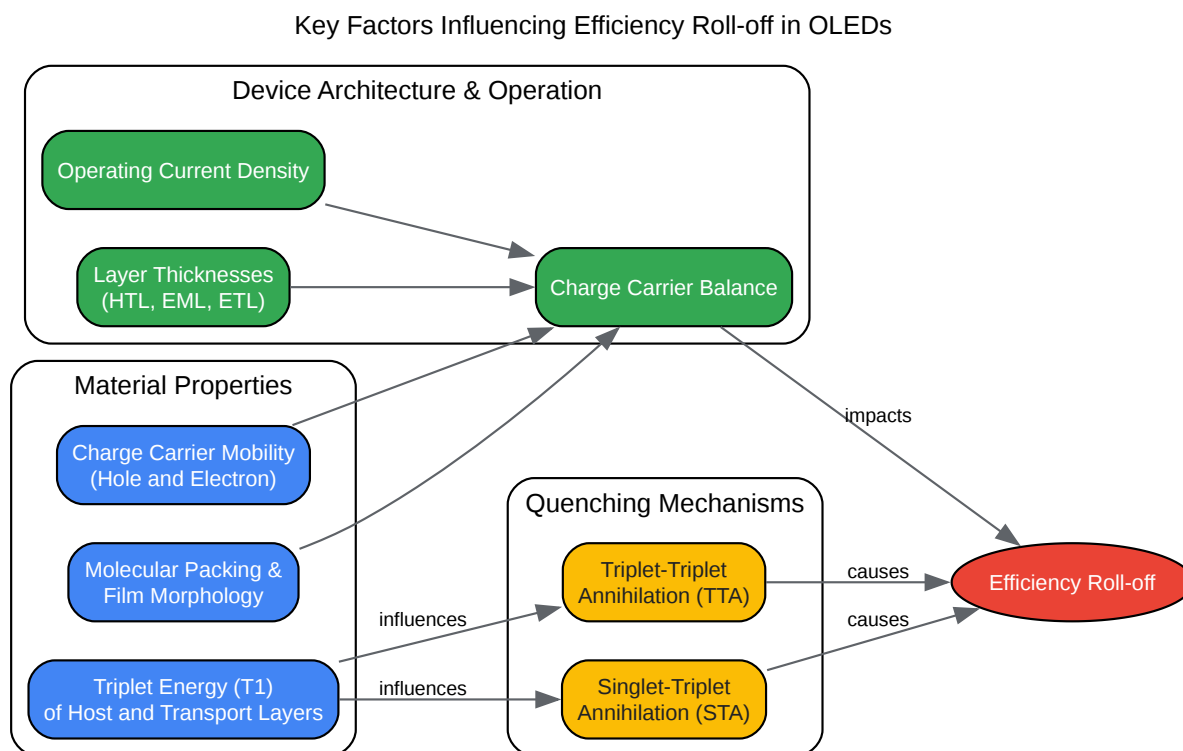 Key Factors Influencing Efficiency Roll-off in OLEDs
Device Architecture & Operation
Operating Current Density
Layer Thicknesses
(HTL, EML, ETL)
Charge Carrier Balance
Material Properties
Charge Carrier Mobility
(Hole and Electron)
Molecular Packing &
Film Morphology
Triplet Energy (T1)
of Host and Transport Layers
influences
influences
Quenching Mechanisms
Triplet-Triplet
Annihilation (TTA)
Singlet-Triplet
Annihilation (STA)
impacts
causes
causes
Efficiency Roll-off